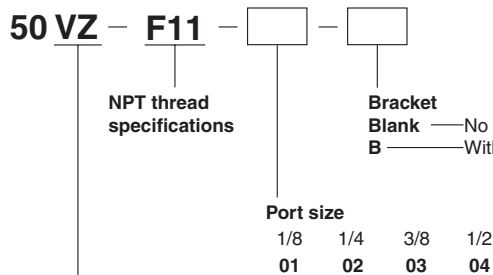 50 VZ – F11 –  –
NPT thread
specifications
Bracket
Blank — No
B —
Port size
1/8 1/4 3/8 1/2
01 02 03 04